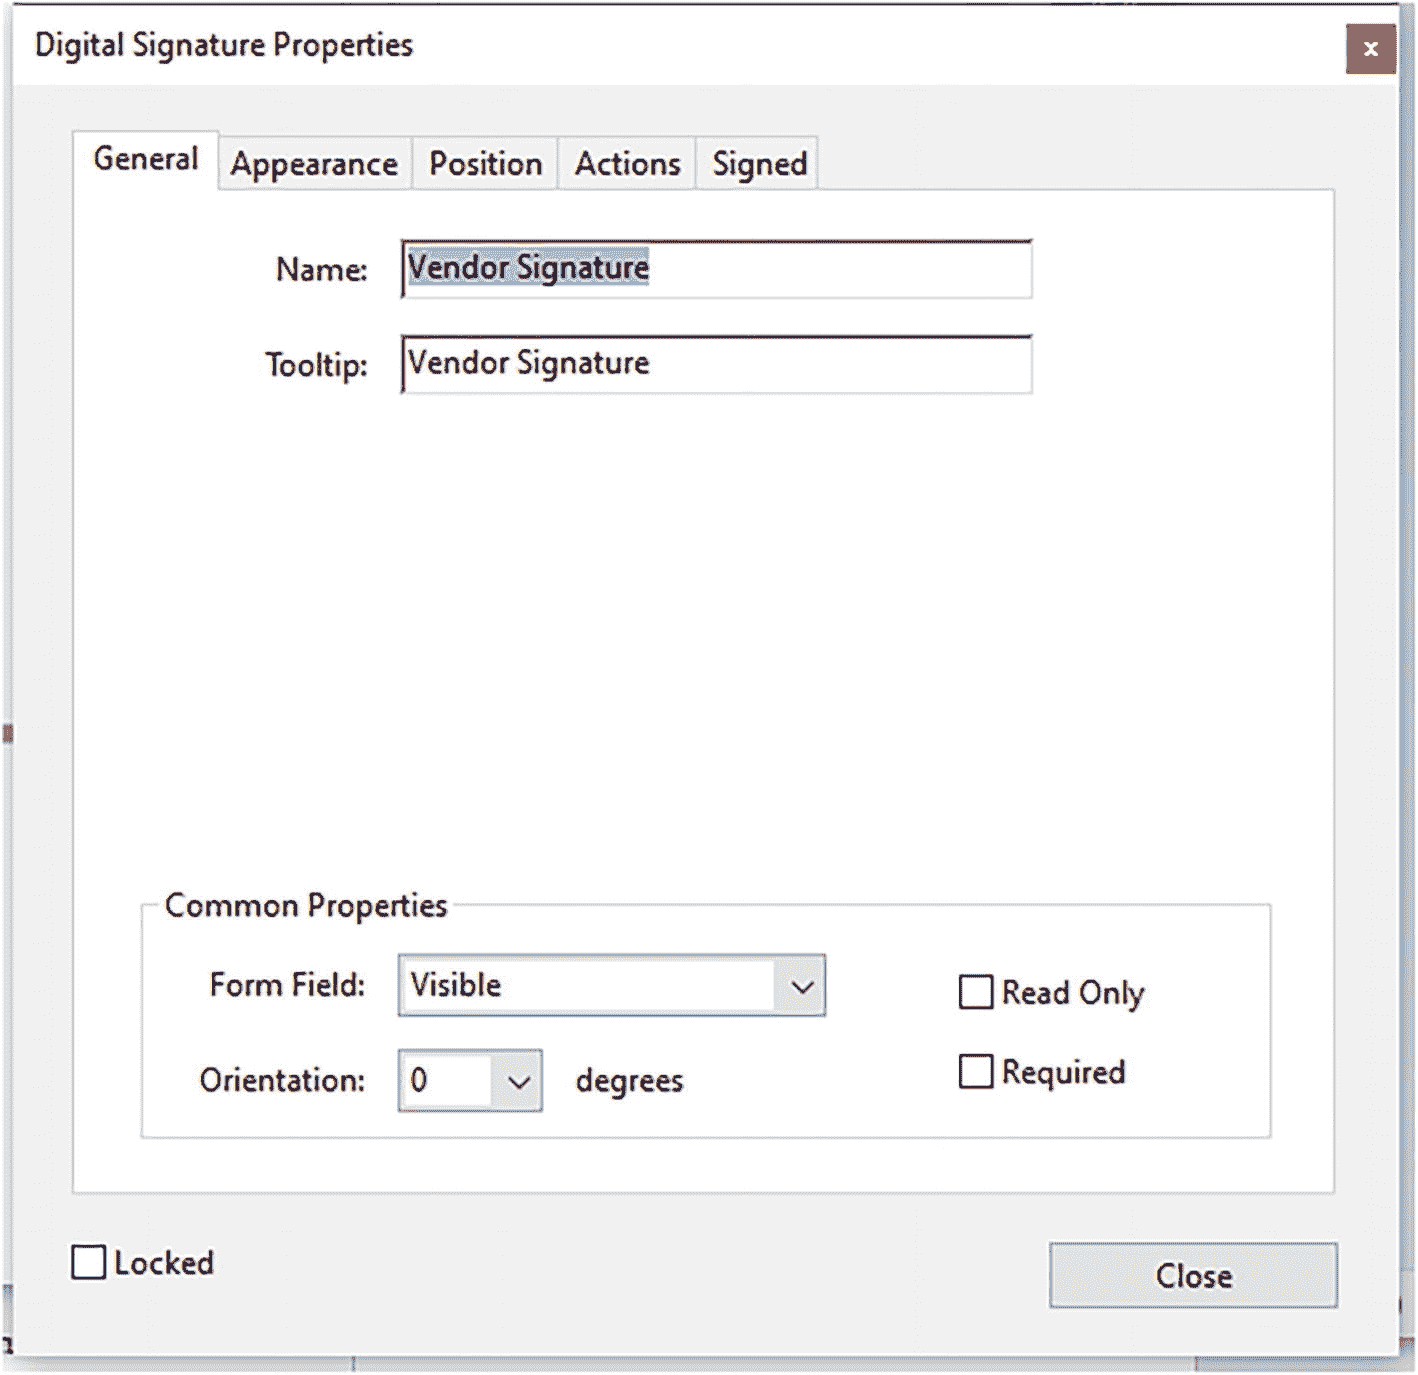 Digital Signature Properties
x
General Appearance Position Actions Signed
Name: Vendor Signature
Tooltip: Vendor Signature
Common Properties
Form Field: Visible Read Only
Orientation: 0 degrees Required
Locked Close